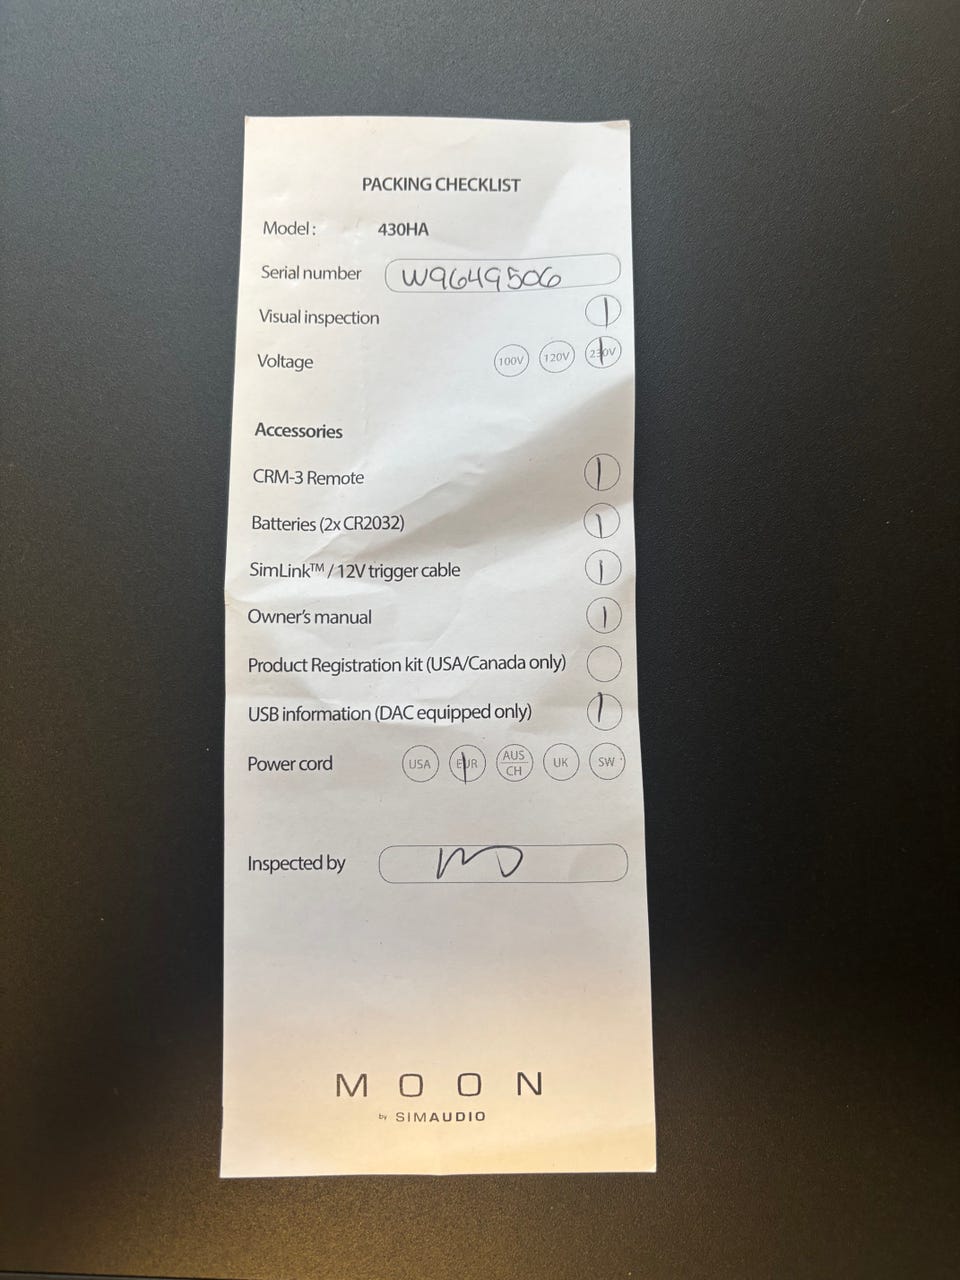 PACKING CHECKLIST
Model: 430HA
Serial number W9649506
Visual inspection
Voltage 100V 120V 230V
Accessories
CRM-3 Remote
Batteries (2x CR2032)
SimLink™ / 12V trigger cable
Owner's manual
Product Registration kit (USA/Canada only)
USB information (DAC equipped only)
Power cord USA EUR AUS CH UK SW
Inspected by
MOON
by SIMAUDIO